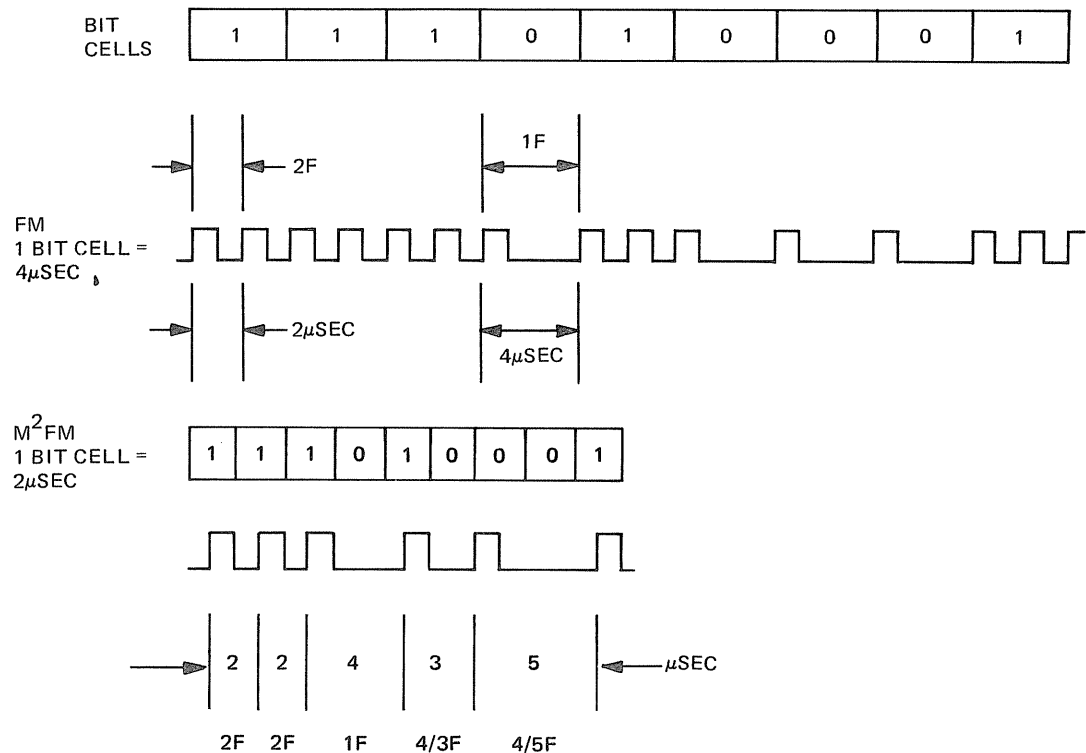 BIT
CELLS
1 1 1 0 1 0 0 0 1
1F
2F
FM
1 BIT CELL =
4μSEC
2μSEC
4μSEC
M²FM
1 BIT CELL =
2μSEC
1 1 1 0 1 0 0 0 1
2 2 4 3 5 μSEC
2F 2F 1F 4/3F 4/5F